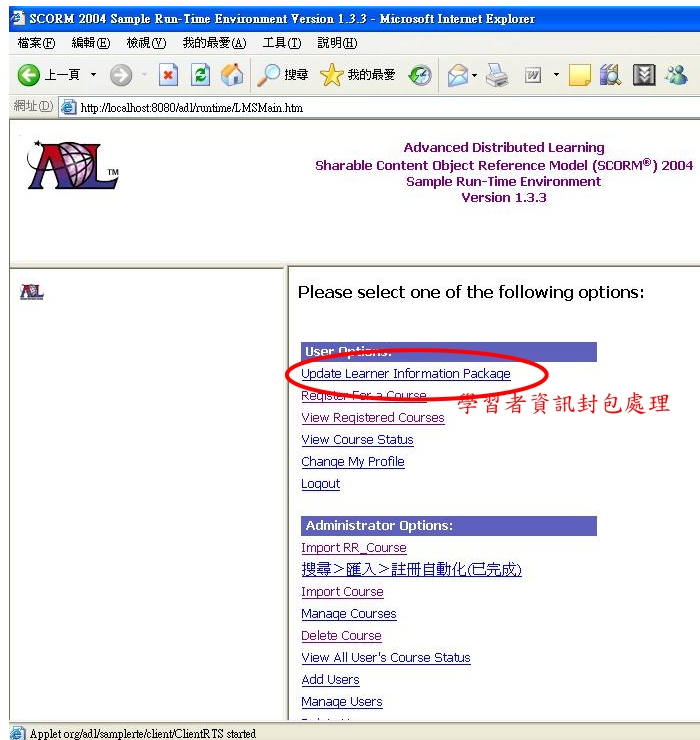 SCORM 2004 Sample Run-Time Environment Version 1.3.3 - Microsoft Internet Explorer
檔案(F) 編輯(E) 檢視(V) 我的最愛(A) 工具(T) 說明(H)
上一頁 搜尋 我的最愛
網址(D) http://localhost:8080/adl/runtime/LMSMain.htm
ADL TM
Advanced Distributed Learning
Sharable Content Object Reference Model (SCORM®) 2004
Sample Run-Time Environment
Version 1.3.3
ADL
Please select one of the following options:
User Options:
Update Learner Information Package
Register For a Course
學習者資訊封包處理
View Registered Courses
View Course Status
Change My Profile
Logout
Administrator Options:
Import RR_Course
搜尋>匯入>註冊自動化(已完成)
Import Course
Manage Courses
Delete Course
View All User's Course Status
Add Users
Manage Users
Applet org/adl/samplerte/client/ClientRTS started